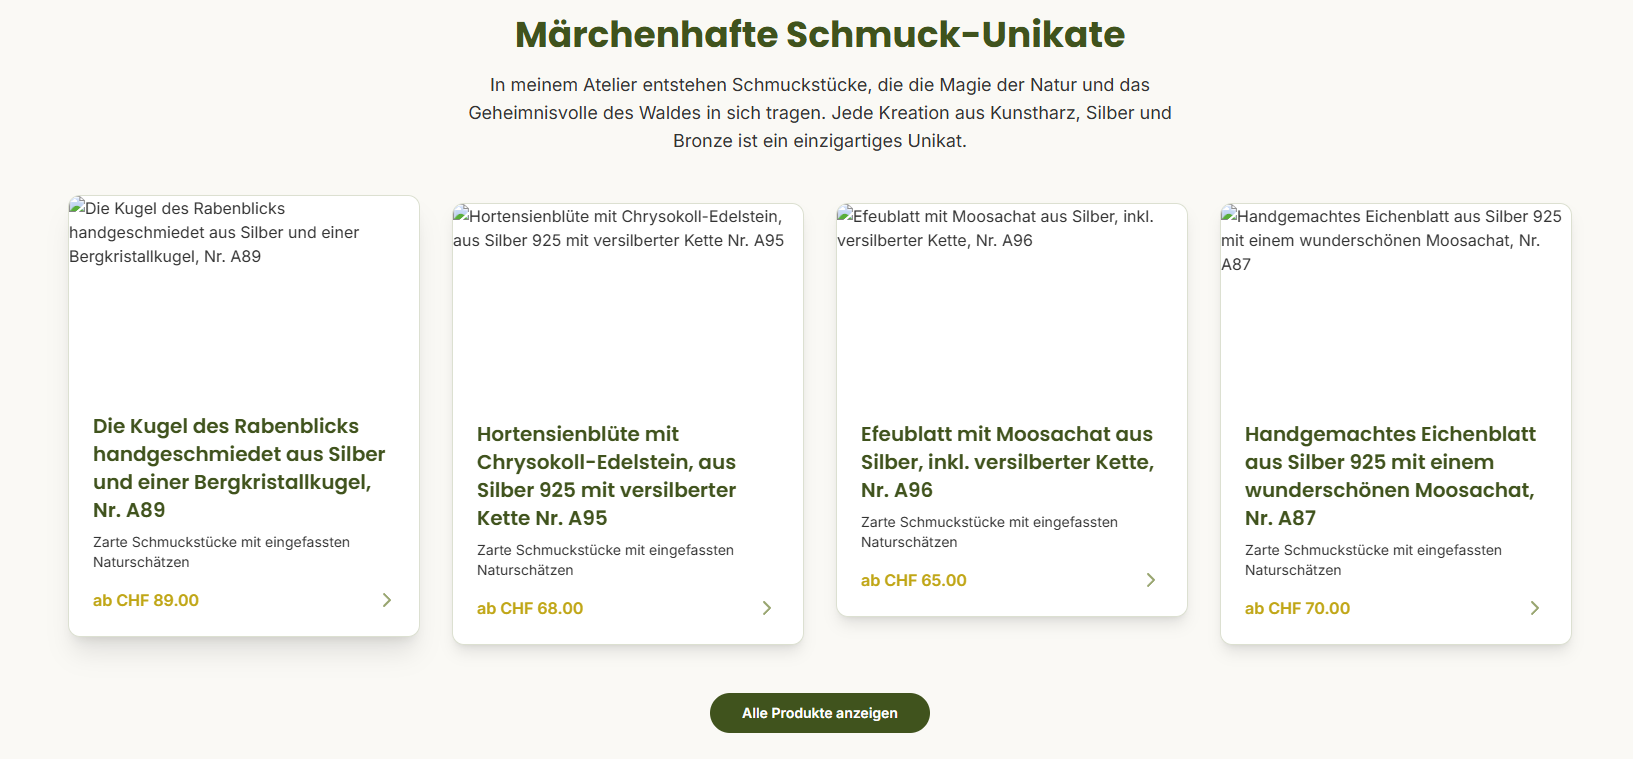 Märchenhafte Schmuck-Unikate
In meinem Atelier entstehen Schmuckstücke, die die Magie der Natur und das
Geheimnisvolle des Waldes in sich tragen. Jede Kreation aus Kunstharz, Silber und
Bronze ist ein einzigartiges Unikat.
Die Kugel des Rabenblicks
handgeschmiedet aus Silber und einer
Bergkristallkugel, Nr. A89
Die Kugel des Rabenblicks
handgeschmiedet aus Silber
und einer Bergkristallkugel,
Nr. A89
Zarte Schmuckstücke mit eingefassten
Naturschätzen
ab CHF 89.00
Hortensienblüte mit Chrysokoll-Edelstein,
aus Silber 925 mit versilberter Kette Nr. A95
Hortensienblüte mit
Chrysokoll-Edelstein, aus
Silber 925 mit versilberter
Kette Nr. A95
Zarte Schmuckstücke mit eingefassten
Naturschätzen
ab CHF 68.00
Efeublatt mit Moosachat aus Silber, inkl.
versilberter Kette, Nr. A96
Efeublatt mit Moosachat aus
Silber, inkl. versilberter Kette,
Nr. A96
Zarte Schmuckstücke mit eingefassten
Naturschätzen
ab CHF 65.00
Handgemachtes Eichenblatt aus Silber 925
mit einem wunderschönen Moosachat, Nr.
A87
Handgemachtes Eichenblatt
aus Silber 925 mit einem
wunderschönen Moosachat,
Nr. A87
Zarte Schmuckstücke mit eingefassten
Naturschätzen
ab CHF 70.00
Alle Produkte anzeigen